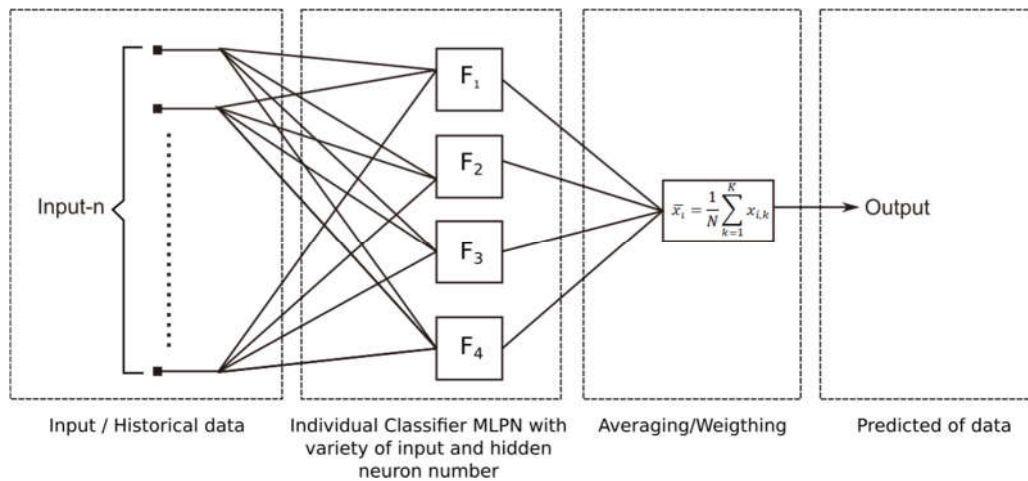 Input-n
F1
F2
F3
F4
x̄i = 1/N ∑ K k=1 xi,k
Output
Input / Historical data
Individual Classifier MLPN with
variety of input and hidden
neuron number
Averaging/Weigthing
Predicted of data